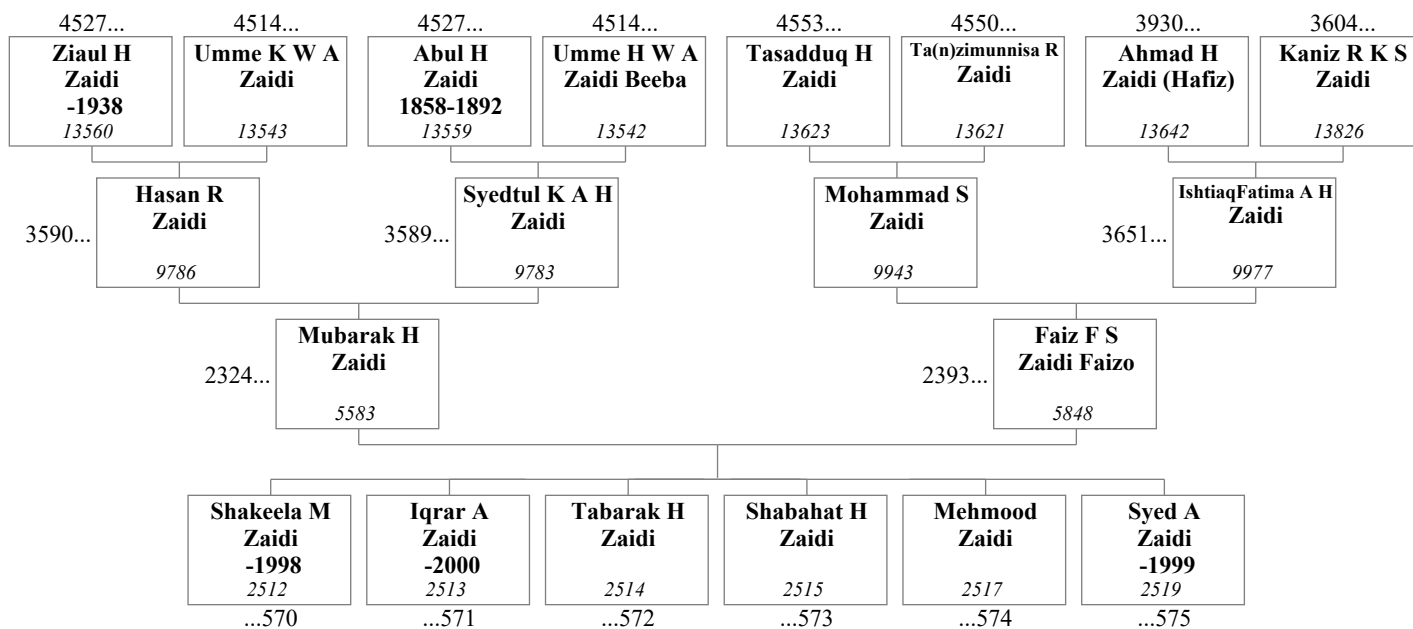 4527...
4514...
4527...
4514...
4553...
4550...
3930...
3604...
Ziaul H
Zaidi
-1938
13560
Umme K W A
Zaidi
13543
Abul H
Zaidi
1858-1892
13559
Umme H W A
Zaidi Beeba
13542
Tasadduq H
Zaidi
13623
Ta(n)zimunnisa R
Zaidi
13621
Ahmad H
Zaidi (Hafiz)
13642
Kaniz R K S
Zaidi
13826
3590...
Hasan R
Zaidi
9786
3589...
Syedtul K A H
Zaidi
9783
Mohammad S
Zaidi
9943
3651...
IshtiaqFatima A H
Zaidi
9977
2324...
Mubarak H
Zaidi
5583
2393...
Faiz F S
Zaidi Faizo
5848
Shakeela M
Zaidi
-1998
2512
...570
Iqrar A
Zaidi
-2000
2513
...571
Tabarak H
Zaidi
2514
...572
Shabahat H
Zaidi
2515
...573
Mehmood
Zaidi
2517
...574
Syed A
Zaidi
-1999
2519
...575